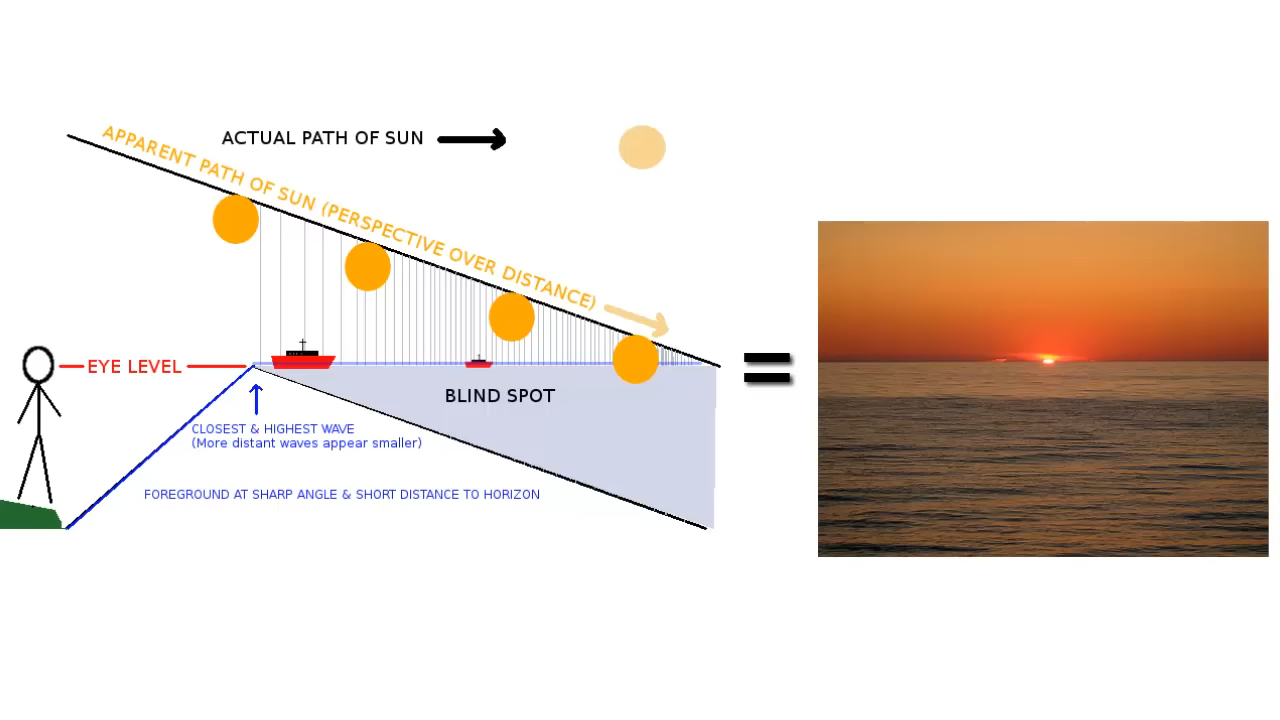 ACTUAL PATH OF SUN
APPARENT PATH OF SUN (PERSPECTIVE OVER DISTANCE)
EYE LEVEL
BLIND SPOT
CLOSEST & HIGHEST WAVE
(More distant waves appear smaller)
FOREGROUND AT SHARP ANGLE & SHORT DISTANCE TO HORIZON